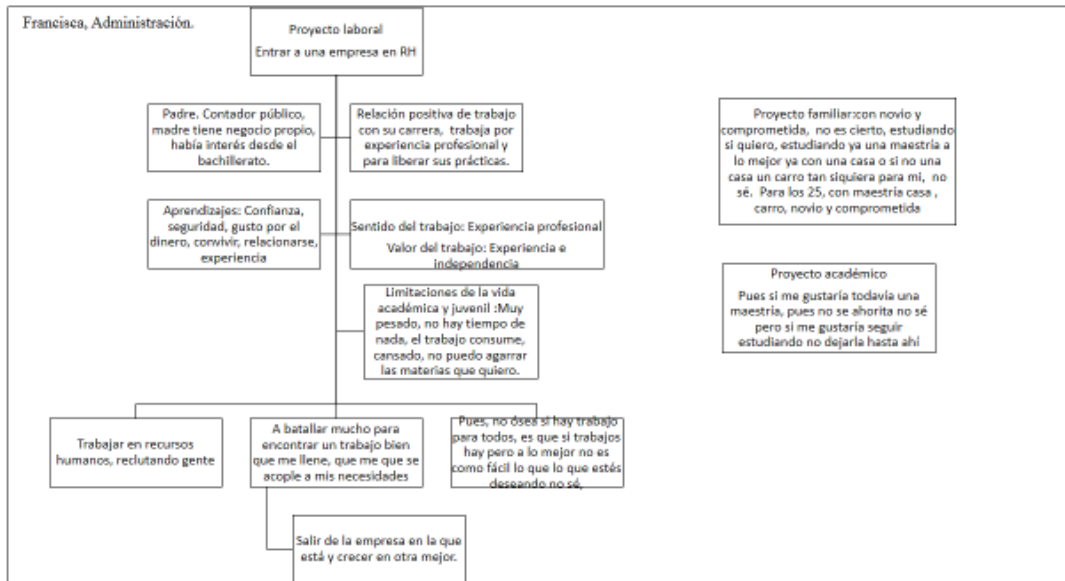 Francisca, Administración.
Proyecto laboral
Entrar a una empresa en RH
Padre. Contador público,
madre tiene negocio propio,
había interés desde el
bachillerato.
Relación positiva de trabajo
con su carrera, trabaja por
experiencia profesional y
para liberar sus prácticas.
Proyecto familiar:con novio y
comprometida, no es cierto, estudiando
si quiero, estudiando ya una maestría a
lo mejor ya con una casa o si no una
casa un carro tan siquiera para mi, no
sé. Para los 25, con maestría casa ,
carro, novio y comprometida
Aprendizajes: Confianza,
seguridad, gusto por el
dinero, convivir, relacionarse,
experiencia
Sentido del trabajo: Experiencia profesional
Valor del trabajo: Experiencia e
independencia
Proyecto académico
Pues si me gustaría todavía una
maestría, pues no se ahorita no sé
pero si me gustaría seguir
estudiando no dejarla hasta ahí
Limitaciones de la vida
académica y juvenil :Muy
pesado, no hay tiempo de
nada, el trabajo consume,
cansado, no puedo agarrar
las materias que quiero.
Trabajar en recursos
humanos, reclutando gente
A batallar mucho para
encontrar un trabajo bien
que me llene, que me que se
acople a mis necesidades
Pues, no ósea si hay trabajo
para todos, es que si trabajos
hay pero a lo mejor no es
como fácil lo que lo que estés
deseando no sé,
Salir de la empresa en la que
está y crecer en otra mejor.